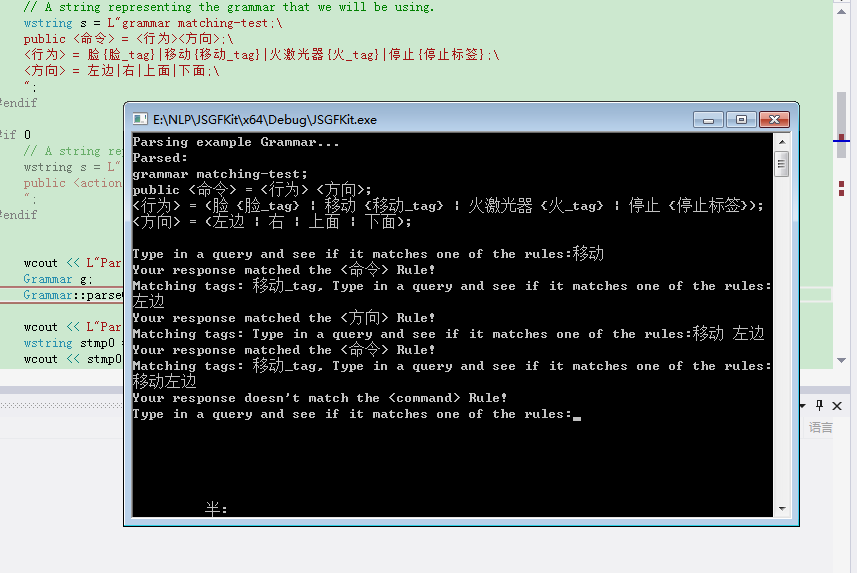 // A string representing the grammar that we will be using.
wstring s = L"grammar matching-test;\
public <命令> = <行为><方向>;\
<行为> = 脸{脸_tag}|移动{移动_tag}|火激光器{火_tag}|停止{停止标签};\
<方向> = 左边|右|上面|下面;\
";
#endif
#if 0
// A string re
wstring s = L"
public <action
";
#endif
wcout << L"Par
Grammar g;
Grammar::parse
wcout << L"Par
wstring stmp0 =
wcout << stmp0
E:\NLP\JSGFKit\x64\Debug\JSGFKit.exe
Parsing example Grammar...
Parsed:
grammar matching-test;
public <命令> = <行为> <方向>;
<行为> = (脸 {脸_tag} | 移动 {移动_tag} | 火激光器 {火_tag} | 停止 {停止标签});
<方向> = (左边 | 右 | 上面 | 下面);
Type in a query and see if it matches one of the rules:移动
Your response matched the <命令> Rule!
Matching tags: 移动_tag, Type in a query and see if it matches one of the rules:
左边
Your response matched the <方向> Rule!
Matching tags: Type in a query and see if it matches one of the rules:移动 左边
Your response matched the <命令> Rule!
Matching tags: 移动_tag, Type in a query and see if it matches one of the rules:
移动左边
Your response doesn't match the <command> Rule!
Type in a query and see if it matches one of the rules:
半:
语言